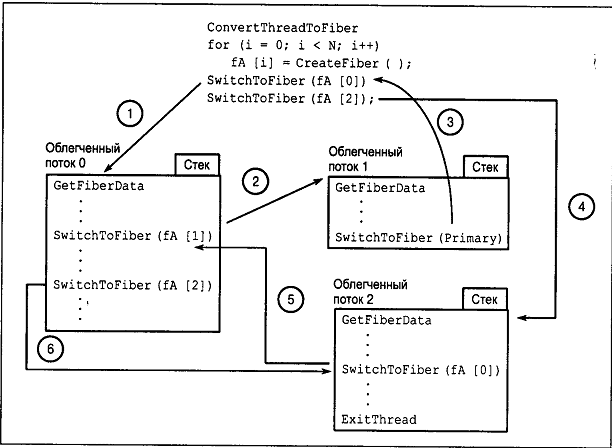 ConvertThreadToFiber
for (i = 0; i < N; i++)
fA [i] = CreateFiber ( );
SwitchToFiber (fA [0])
SwitchToFiber (fA [2]);
1
3
Облегченный
поток 0
Стек
2
Облегченный
поток 1
Стек
4
GetFiberData
SwitchToFiber (fA [1])
SwitchToFiber (fA [2])
GetFiberData
SwitchToFiber (Primary)
5
Облегченный
поток 2
Стек
6
GetFiberData
SwitchToFiber (fA [0])
ExitThread